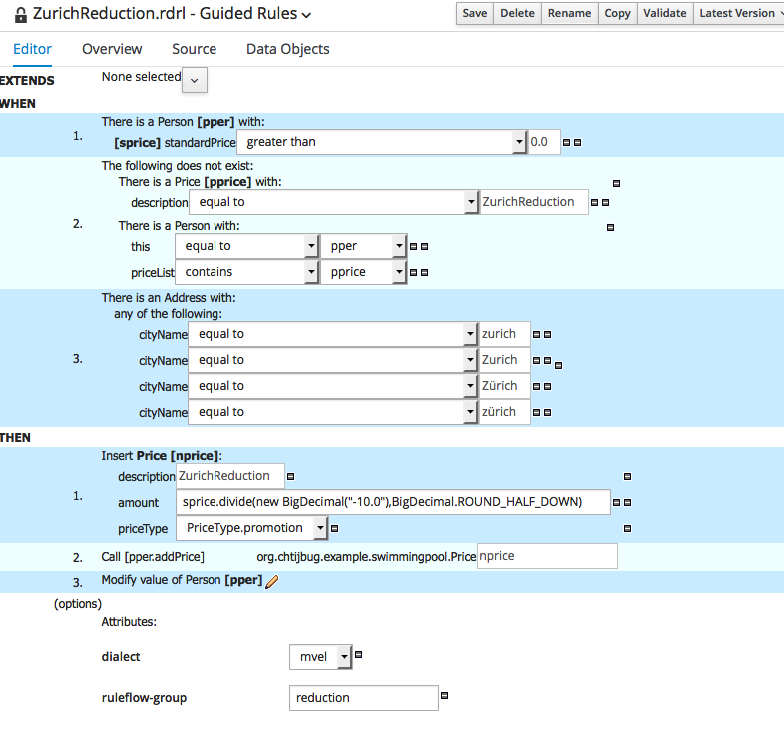 ZurichReduction.rdrl - Guided Rules
Save Delete Rename Copy Validate Latest Version
Editor Overview Source Data Objects
EXTENDS None selected
WHEN
1. There is a Person [pper] with:
[sprice] standardPrice greater than 0.0
The following does not exist:
There is a Price [pprice] with:
description equal to ZurichReduction
2. There is a Person with:
this equal to pper
priceList contains pprice
There is an Address with:
any of the following:
cityName equal to zurich
3. cityName equal to Zurich
cityName equal to Zürich
cityName equal to zürich
THEN
Insert Price [nprice]:
description ZurichReduction
1. amount sprice.divide(new BigDecimal("-10.0"),BigDecimal.ROUND_HALF_DOWN)
priceType PriceType.promotion
2. Call [pper.addPrice] org.chtijbug.example.swimmingpool.Price nprice
3. Modify value of Person [pper]
(options)
Attributes:
dialect mvel
ruleflow-group reduction